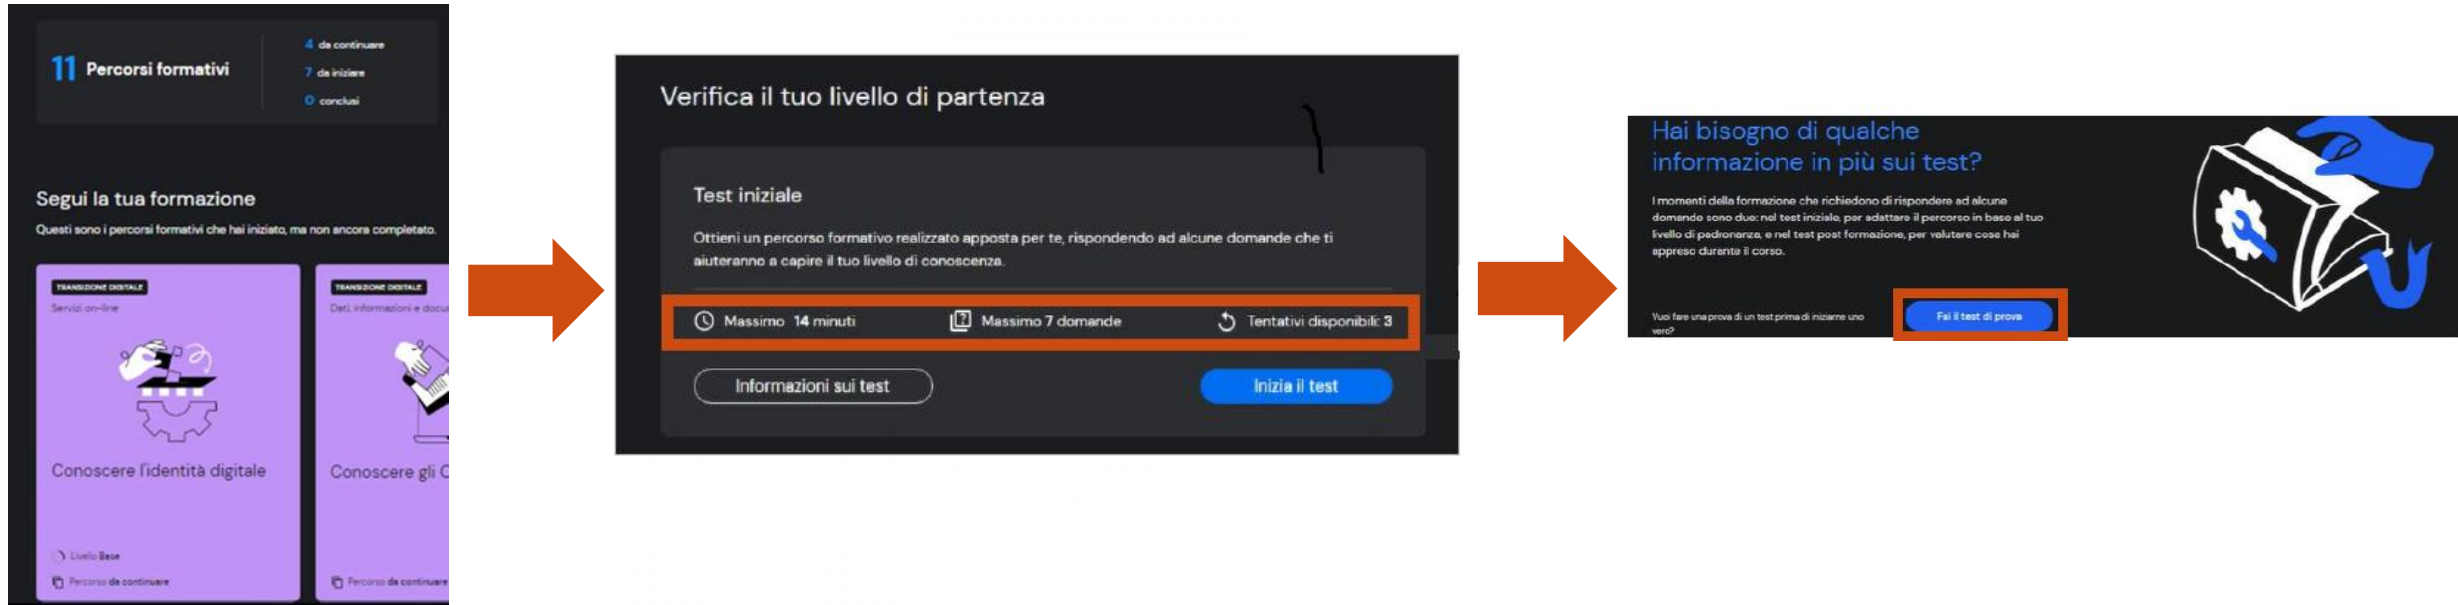 11 Percorsi formativi
4 da continuare
7 da iniziare
0 conclusi
Segui la tua formazione
Questi sono i percorsi formativi che hai iniziato, ma non ancora completato.
TRANSIZIONE DIGITALE
Servizi on-line
Conoscere l'identità digitale
Livello Base
Percorso da continuare
TRANSIZIONE DIGITALE
Dati, informazioni e docu
Conoscere gli O
Percorso da continuare
Verifica il tuo livello di partenza
Test iniziale
Ottieni un percorso formativo realizzato apposta per te, rispondendo ad alcune domande che ti
aiuteranno a capire il tuo livello di conoscenza.
Massimo 14 minuti
Massimo 7 domande
Tentativi disponibili: 3
Informazioni sui test
Inizia il test
Hai bisogno di qualche
informazione in più sui test?
I momenti della formazione che richiedono di rispondere ad alcune
domande sono due: nel test iniziale, per adattare il percorso in base al tuo
livello di padronanza, e nel test post formazione, per valutare cosa hai
appreso durante il corso.
Vuoi fare una prova di un test prima di iniziarne uno
vero?
Fai il test di prova